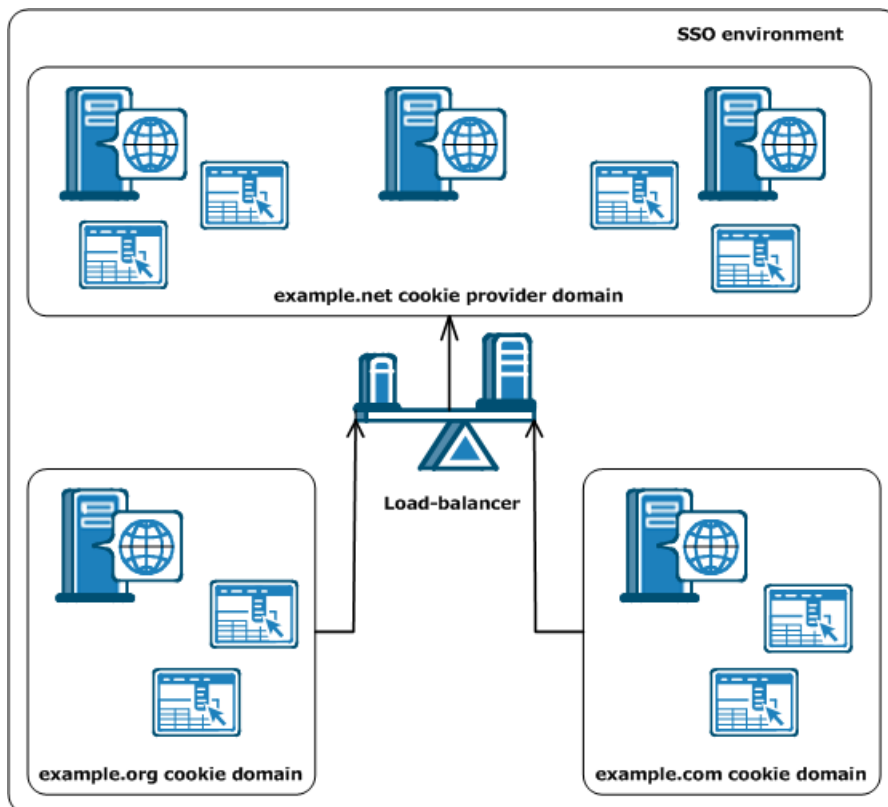 SSO environment
example.net cookie provider domain
Load-balancer
example.org cookie domain
example.com cookie domain